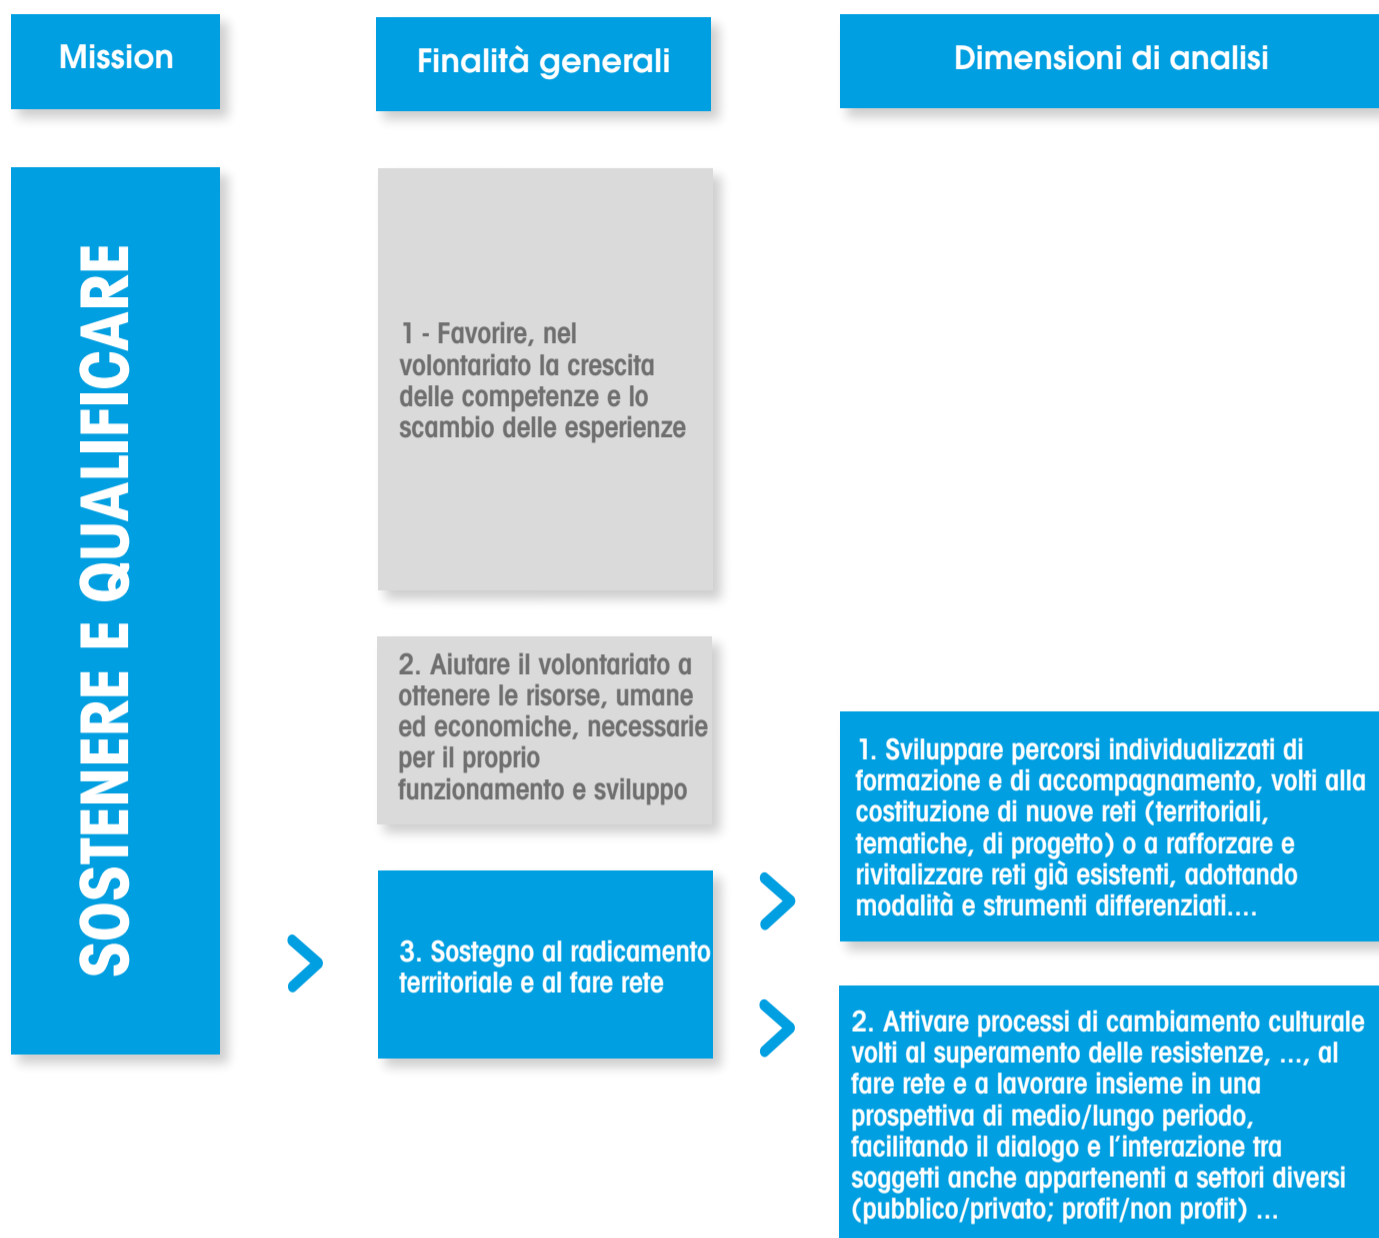 Mission
Finalità generali
Dimensioni di analisi
SOSTENERE E QUALIFICARE
1 - Favorire, nel
volontariato la crescita
delle competenze e lo
scambio delle esperienze
2. Aiutare il volontariato a
ottenere le risorse, umane
ed economiche, necessarie
per il proprio
funzionamento e sviluppo
3. Sostegno al radicamento
territoriale e al fare rete
1. Sviluppare percorsi individualizzati di
formazione e di accompagnamento, volti alla
costituzione di nuove reti (territoriali,
tematiche, di progetto) o a rafforzare e
rivitalizzare reti già esistenti, adottando
modalità e strumenti differenziati....
2. Attivare processi di cambiamento culturale
volti al superamento delle resistenze, ..., al
fare rete e a lavorare insieme in una
prospettiva di medio/lungo periodo,
facilitando il dialogo e l'interazione tra
soggetti anche appartenenti a settori diversi
(pubblico/privato; profit/non profit) ...